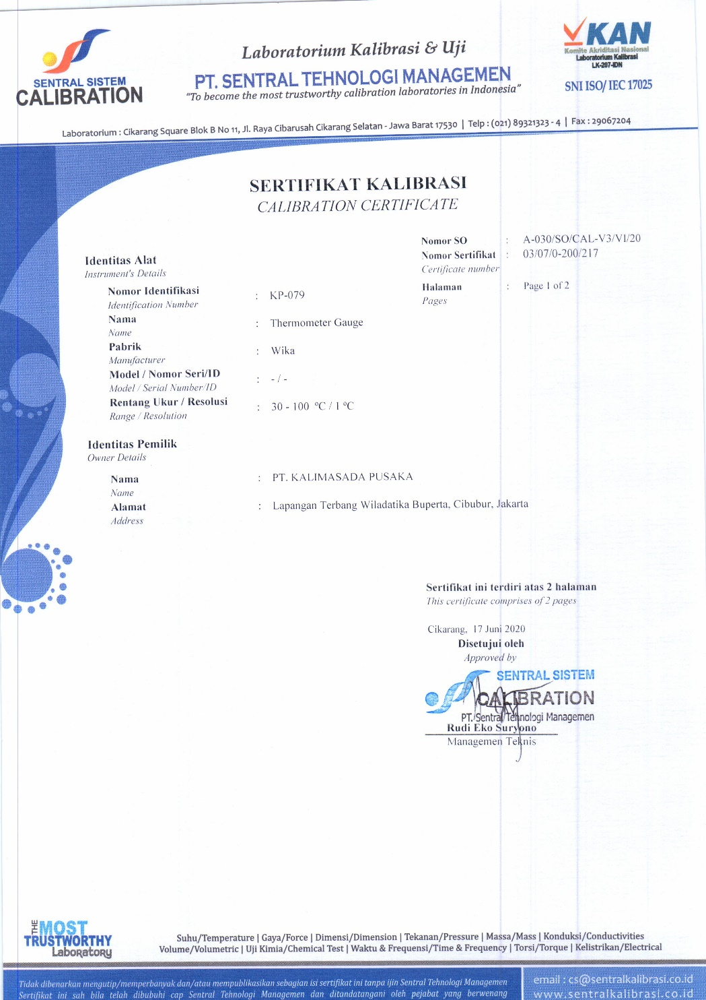 SENTRAL SISTEM
CALIBRATION
Laboratorium Kalibrasi & Uji
PT. SENTRAL TEHNOLOGI MANAGEMEN
"To become the most trustworthy calibration laboratories in Indonesia"
KAN
Komite Akriditasi Nasional
Laboratorium Kalibrasi
LK-207-IDN
SNI ISO/ IEC 17025
Laboratorium : Cikarang Square Blok B No 11, Jl. Raya Cibarusah Cikarang Selatan - Jawa Barat 17530 | Telp : (021) 89321323 - 4 | Fax : 29067204
SERTIFIKAT KALIBRASI
CALIBRATION CERTIFICATE
Nomor SO : A-030/SO/CAL-V3/VI/20
Nomor Sertifikat : 03/07/0-200/217
Certificate number
Halaman : Page 1 of 2
Pages
Identitas Alat
Instrument's Details
Nomor Identifikasi : KP-079
Identification Number
Nama : Thermometer Gauge
Name
Pabrik : Wika
Manufacturer
Model / Nomor Seri/ID : - / -
Model / Serial Number/ID
Rentang Ukur / Resolusi : 30 - 100 °C / 1 °C
Range / Resolution
Identitas Pemilik
Owner Details
Nama : PT. KALIMASADA PUSAKA
Name
Alamat : Lapangan Terbang Wiladatika Buperta, Cibubur, Jakarta
Address
Sertifikat ini terdiri atas 2 halaman
This certificate comprises of 2 pages
Cikarang, 17 Juni 2020
Disetujui oleh
Approved by
SENTRAL SISTEM
CALIBRATION
PT. Sentral Tehnologi Managemen
Rudi Eko Suryono
Managemen Teknis
THE MOST
TRUSTWORTHY
Laboratory
Suhu/Temperature | Gaya/Force | Dimensi/Dimension | Tekanan/Pressure | Massa/Mass | Konduksi/Conductivities
Volume/Volumetric | Uji Kimia/Chemical Test | Waktu & Frequensi/Time & Frequency | Torsi/Torque | Kelistrikan/Electrical
Tidak dibenarkan mengutip/memperbanyak dan/atau mempublikasikan sebagian isi sertifikat ini tanpa ijin Sentral Tehnologi Managemen
Sertifikat ini sah bila telah dibubuhi cap Sentral Tehnologi Managemen dan ditandatangani oleh pejabat yang berwenang
email : cs@sentralkalibrasi.co.id
www.sentralkalibrasi.co.id